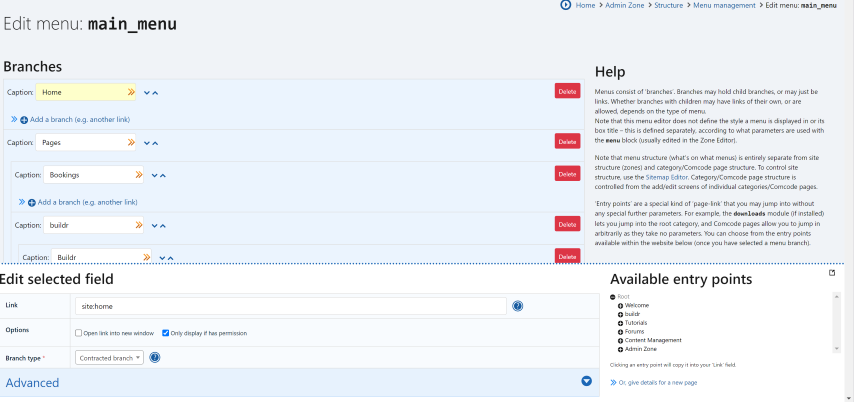 Home > Admin Zone > Structure > Menu management > Edit menu: main_menu
Edit menu: main_menu
Branches
Caption: Home
Delete
Add a branch (e.g. another link)
Caption: Pages
Delete
Caption: Bookings
Delete
Add a branch (e.g. another link)
Caption: buildr
Delete
Caption: Buildr
Delete
Help
Menus consist of 'branches'. Branches may hold child branches, or may just be
links. Whether branches with children may have links of their own, or are
allowed, depends on the type of menu.
Note that this menu editor does not define the style a menu is displayed in or its
box title – this is defined separately, according to what parameters are used with
the menu block (usually edited in the Zone Editor).
Note that menu structure (what's on what menus) is entirely separate from site
structure (zones) and category/Comcode page structure. To control site
structure, use the Sitemap Editor. Category/Comcode page structure is
controlled from the add/edit screens of individual categories/Comcode pages.
'Entry points' are a special kind of 'page-link' that you may jump into without
any special further parameters. For example, the downloads module (if installed)
lets you jump into the root category, and Comcode pages allow you to jump in
arbitrarily as they take no parameters. You can choose from the entry points
available within the website below (once you have selected a menu branch).
Edit selected field
Link
site:home
Options
Open link into new window
Only display if has permission
Branch type *
Contracted branch
Advanced
Available entry points
Root
Welcome
buildr
Tutorials
Forums
Content Management
Admin Zone
Clicking an entry point will copy it into your 'Link' field.
Or, give details for a new page